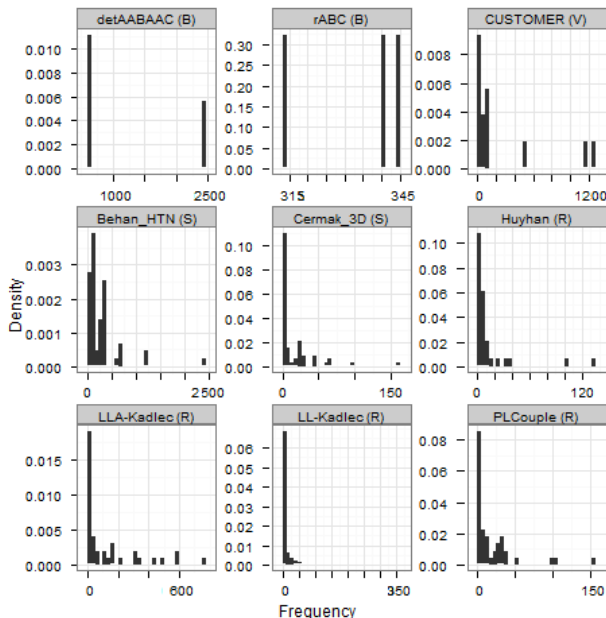 detAABAAC (B) rABC (B) CUSTOMER (V)
0.010 0.30 0.008
0.008 0.25 0.006
0.006 0.20 0.004
0.004 0.15 0.002
0.002 0.10 0.000
0.000 0.05
0.00
1000 2500 315 345 0 1200
Behan_HTN (S) Cermak_3D (S) Huyhan (R)
0.003 0.10 0.10
0.002 0.08 0.08
0.001 0.06 0.06
0.000 0.04 0.04
0.02 0.02
0.00 0.00
0 2500 0 160 0 120
LLA-Kadlec (R) LL-Kadlec (R) PLCouple (R)
0.015 0.06 0.08
0.010 0.05 0.06
0.005 0.04 0.04
0.000 0.03 0.02
0.02 0.00
0.01
0.00
0 600 0 350 0 150
Density
Frequency